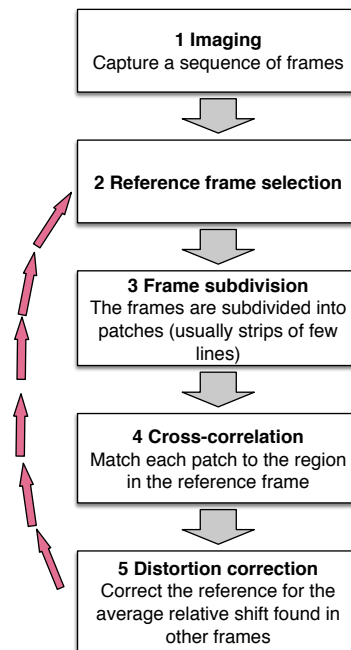 1 Imaging
Capture a sequence of frames
2 Reference frame selection
3 Frame subdivision
The frames are subdivided into
patches (usually strips of few
lines)
4 Cross-correlation
Match each patch to the region
in the reference frame
5 Distortion correction
Correct the reference for the
average relative shift found in
other frames